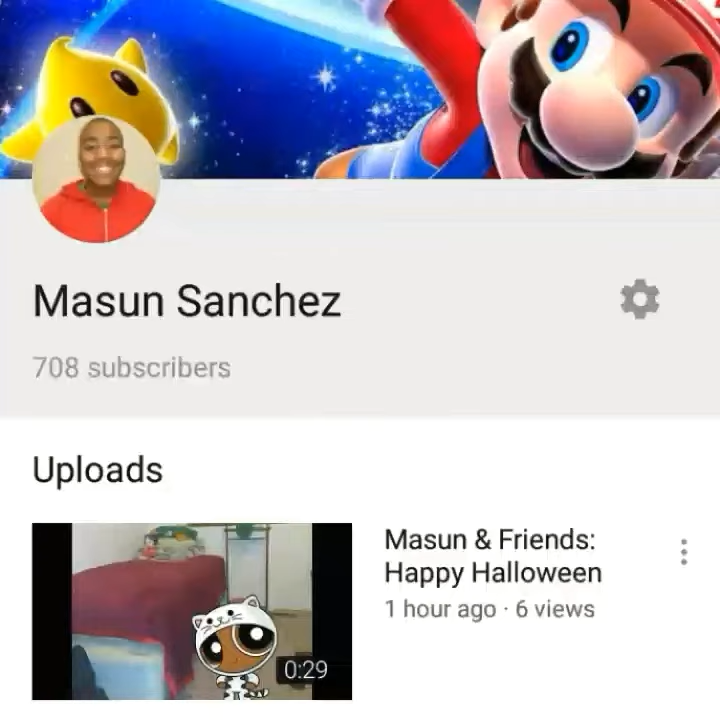 Masun Sanchez
708 subscribers
Uploads
Masun & Friends:
Happy Halloween
1 hour ago · 6 views
0:29